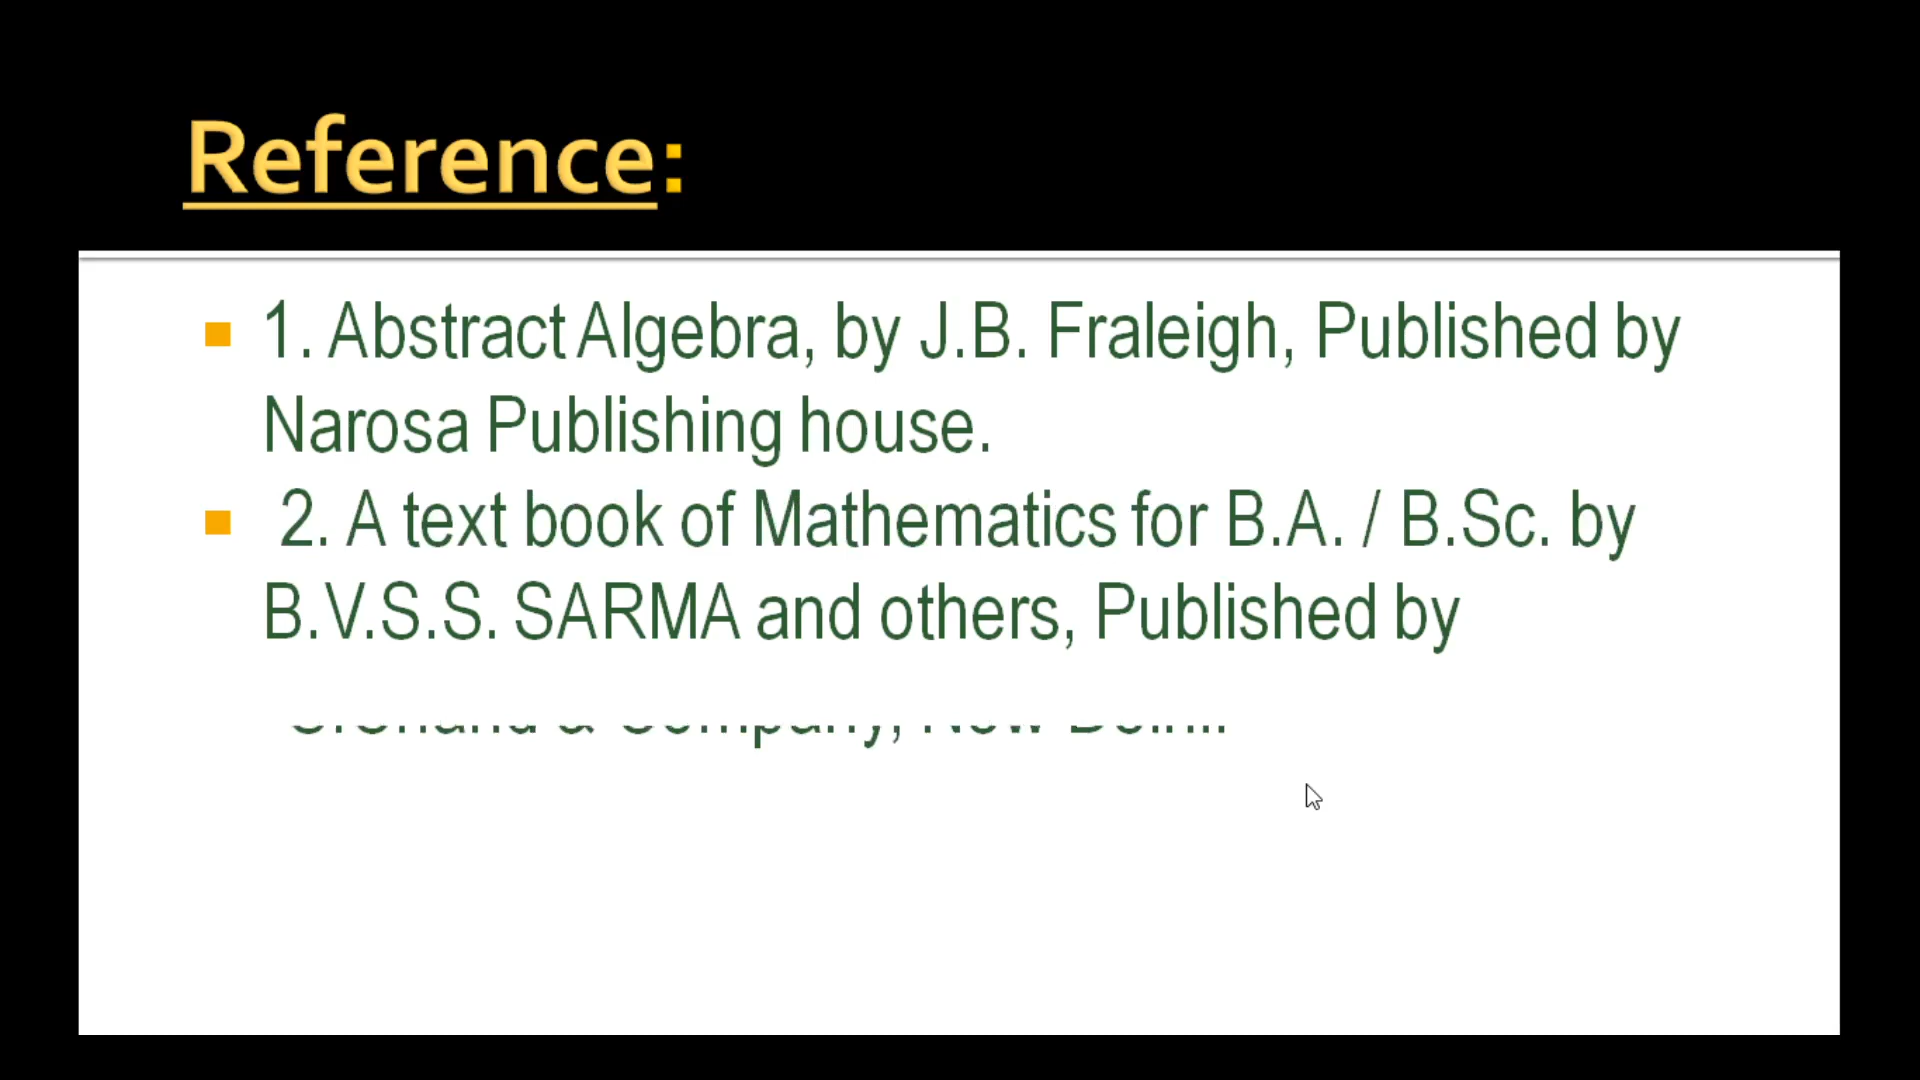 Reference:
1. Abstract Algebra, by J.B. Fraleigh, Published by
Narosa Publishing house.
2. A text book of Mathematics for B.A. / B.Sc. by
B.V.S.S. SARMA and others, Published by